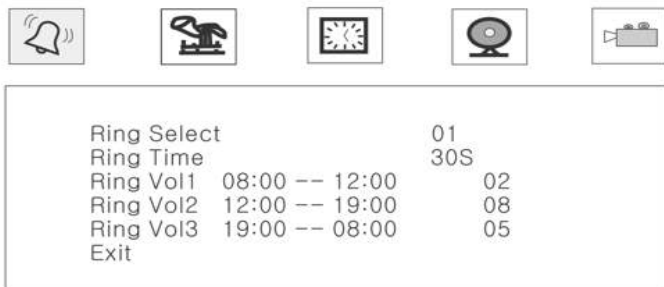 Ring Select 01
Ring Time 30S
Ring Vol1 08:00 -- 12:00 02
Ring Vol2 12:00 -- 19:00 08
Ring Vol3 19:00 -- 08:00 05
Exit